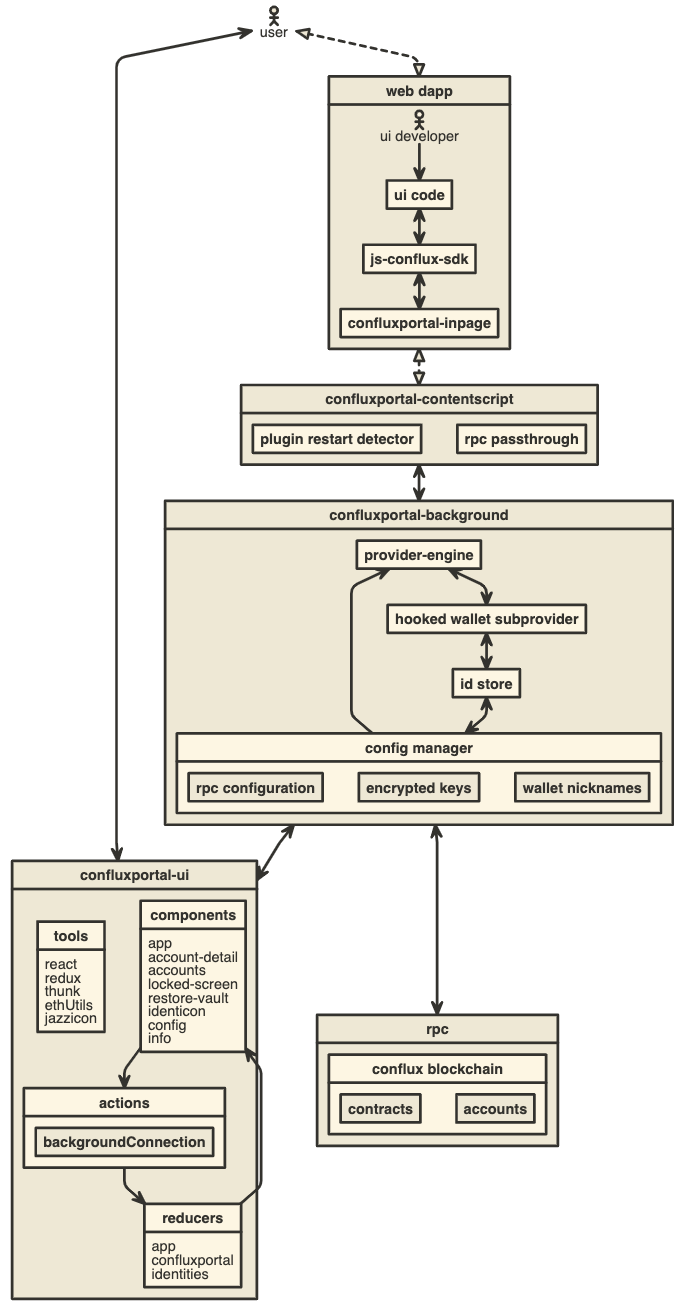 user
web dapp
ui developer
ui code
js-conflux-sdk
confluxportal-inpage
confluxportal-contentscript
plugin restart detector
rpc passthrough
confluxportal-background
provider-engine
hooked wallet subprovider
id store
config manager
rpc configuration
encrypted keys
wallet nicknames
confluxportal-ui
tools
react
redux
thunk
ethUtils
jazzicon
components
app
account-detail
accounts
locked-screen
restore-vault
identicon
config
info
actions
backgroundConnection
reducers
app
confluxportal
identities
rpc
conflux blockchain
contracts
accounts